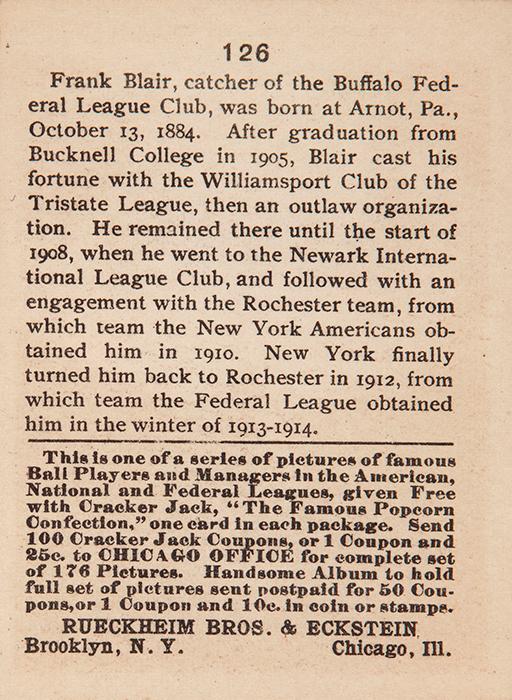 126
Frank Blair, catcher of the Buffalo Fed-
eral League Club, was born at Arnot, Pa.,
October 13, 1884. After graduation from
Bucknell College in 1905, Blair cast his
fortune with the Williamsport Club of the
Tristate League, then an outlaw organiza-
tion. He remained there until the start of
1908, when he went to the Newark Interna-
tional League Club, and followed with an
engagement with the Rochester team, from
which team the New York Americans ob-
tained him in 1910. New York finally
turned him back to Rochester in 1912, from
which team the Federal League obtained
him in the winter of 1913-1914.
This is one of a series of pictures of famous
Ball Players and Managers in the American,
National and Federal Leagues, given Free
with Cracker Jack, "The Famous Popcorn
Confection," one card in each package. Send
100 Cracker Jack Coupons, or 1 Coupon and
25c. to CHICAGO OFFICE for complete set
of 176 Pictures. Handsome Album to hold
full set of pictures sent postpaid for 50 Cou-
pons, or 1 Coupon and 10c. in coin or stamps.
RUECKHEIM BROS. & ECKSTEIN
Brooklyn, N. Y. Chicago, Ill.